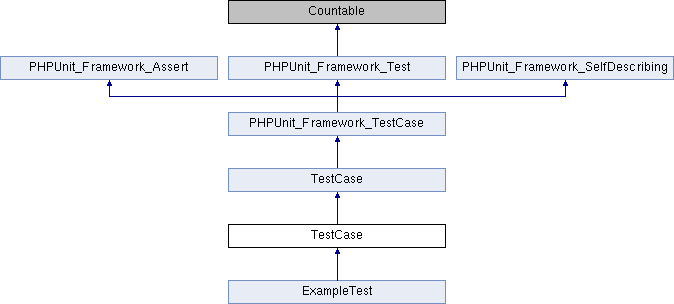 Countable
PHPUnit_Framework_Assert
PHPUnit_Framework_Test
PHPUnit_Framework_SelfDescribing
PHPUnit_Framework_TestCase
TestCase
TestCase
ExampleTest